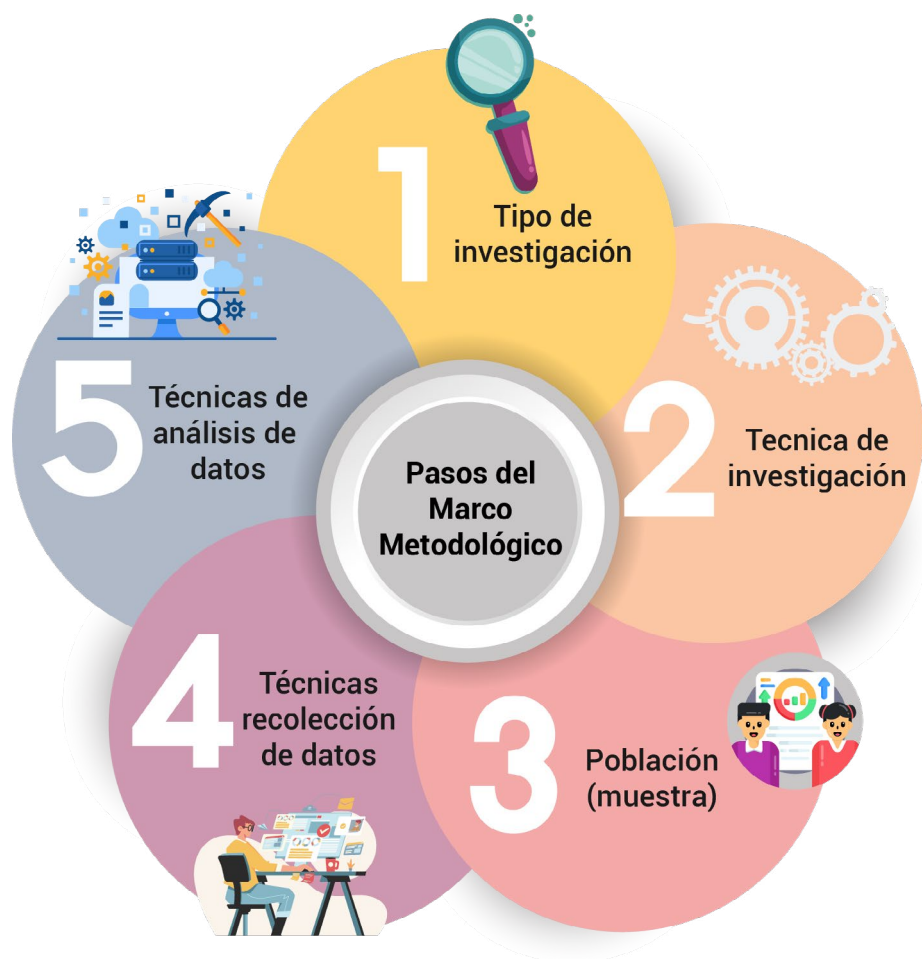 1
Tipo de
investigación
2
Tecnica de
investigación
3
Población
(muestra)
4
Técnicas
recolección
de datos
5
Técnicas de
análisis de
datos
Pasos del
Marco
Metodológico